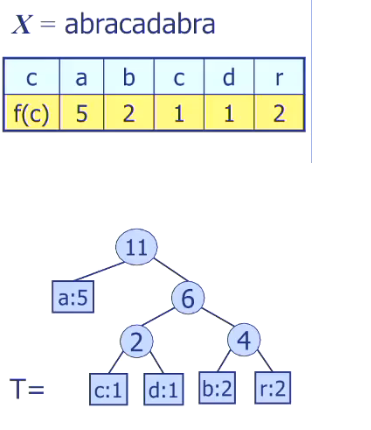 X = abracadabra
c a b c d r
f(c) 5 2 1 1 2
11
a:5 6
2 4
T= c:1 d:1 b:2 r:2